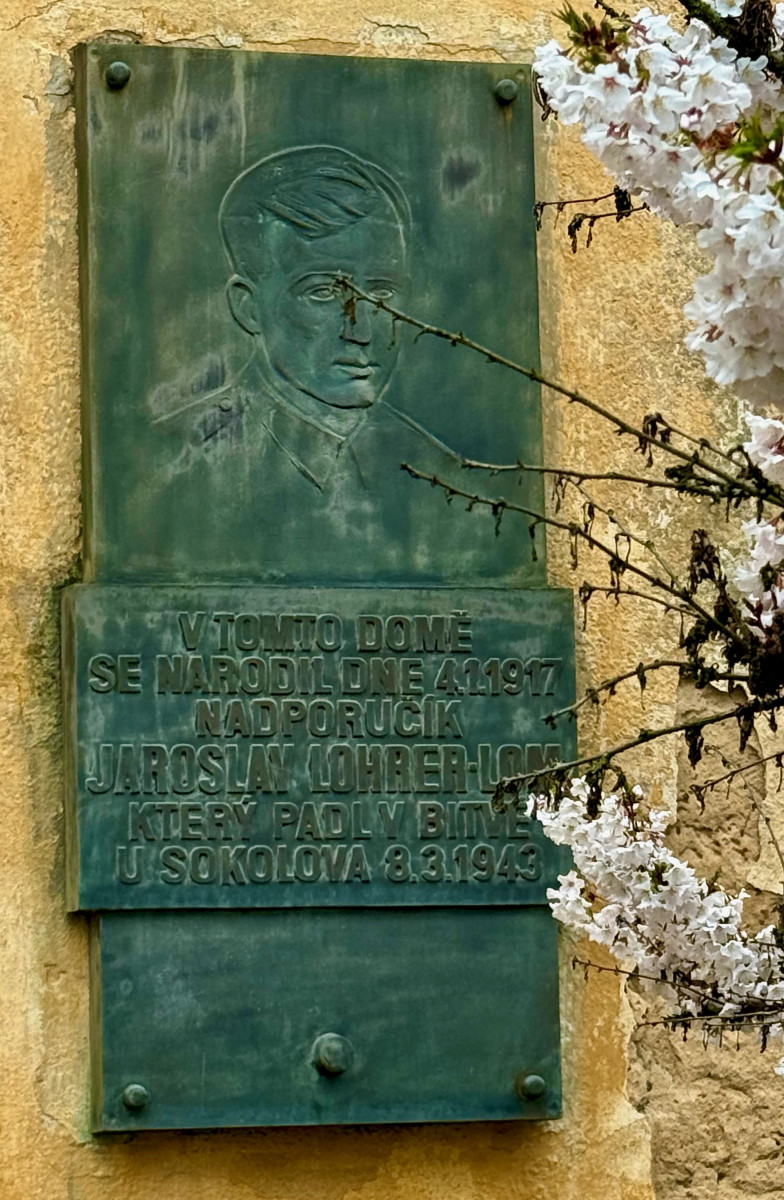 V TOMTO DOMĚ
SE NARODIL DNE 4.1.1917
NADPORUČÍK
JAROSLAV LOHRER-LOM
KTERÝ PADL V BITVĚ
U SOKOLOVA 8.3.1943